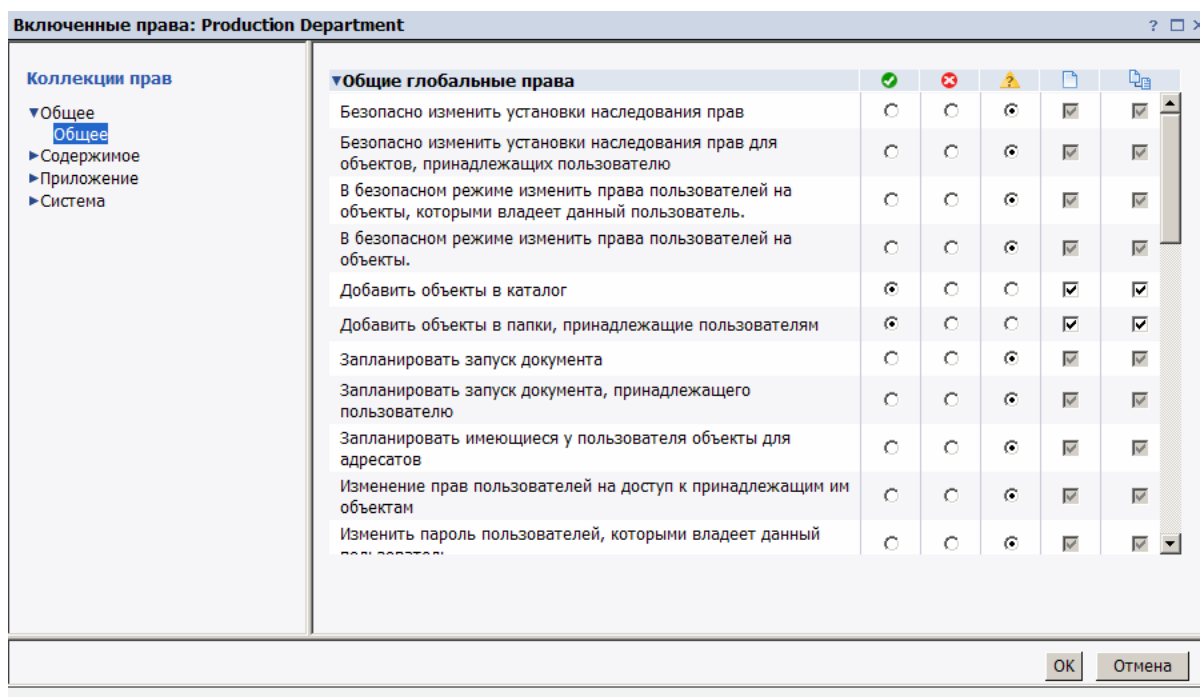 Включенные права: Production Department
Коллекции прав
▼Общее
Общее
►Содержимое
►Приложение
►Система
▼Общие глобальные права
Безопасно изменить установки наследования прав
Безопасно изменить установки наследования прав для
объектов, принадлежащих пользователю
В безопасном режиме изменить права пользователей на
объекты, которыми владеет данный пользователь.
В безопасном режиме изменить права пользователей на
объекты.
Добавить объекты в каталог
Добавить объекты в папки, принадлежащие пользователям
Запланировать запуск документа
Запланировать запуск документа, принадлежащего
пользователю
Запланировать имеющиеся у пользователя объекты для
адресатов
Изменение прав пользователей на доступ к принадлежащим им
объектам
Изменить пароль пользователей, которыми владеет данный
OK
Отмена